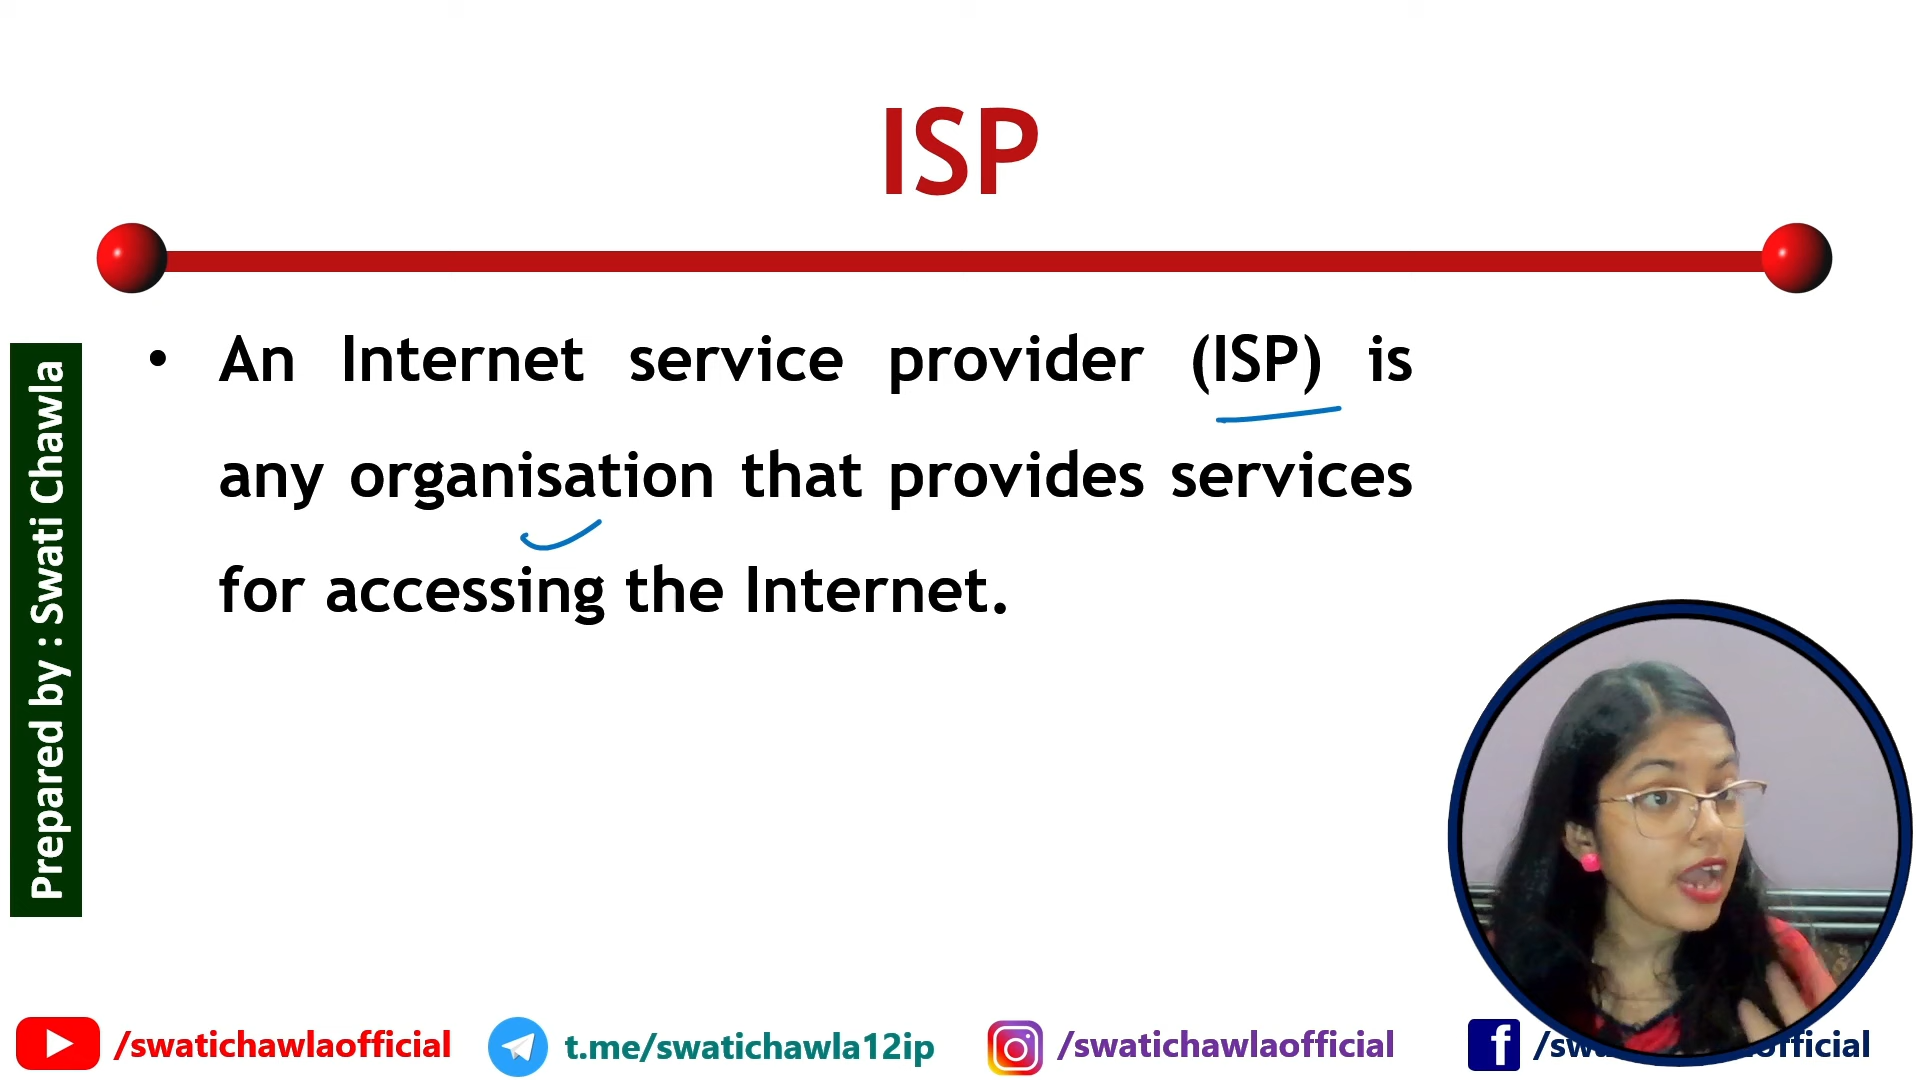 ISP
• An Internet service provider (ISP) is
any organisation that provides services
for accessing the Internet.
Prepared by : Swati Chawla
/swatichawlaofficial
t.me/swatichawla12ip
/swatichawlaofficial